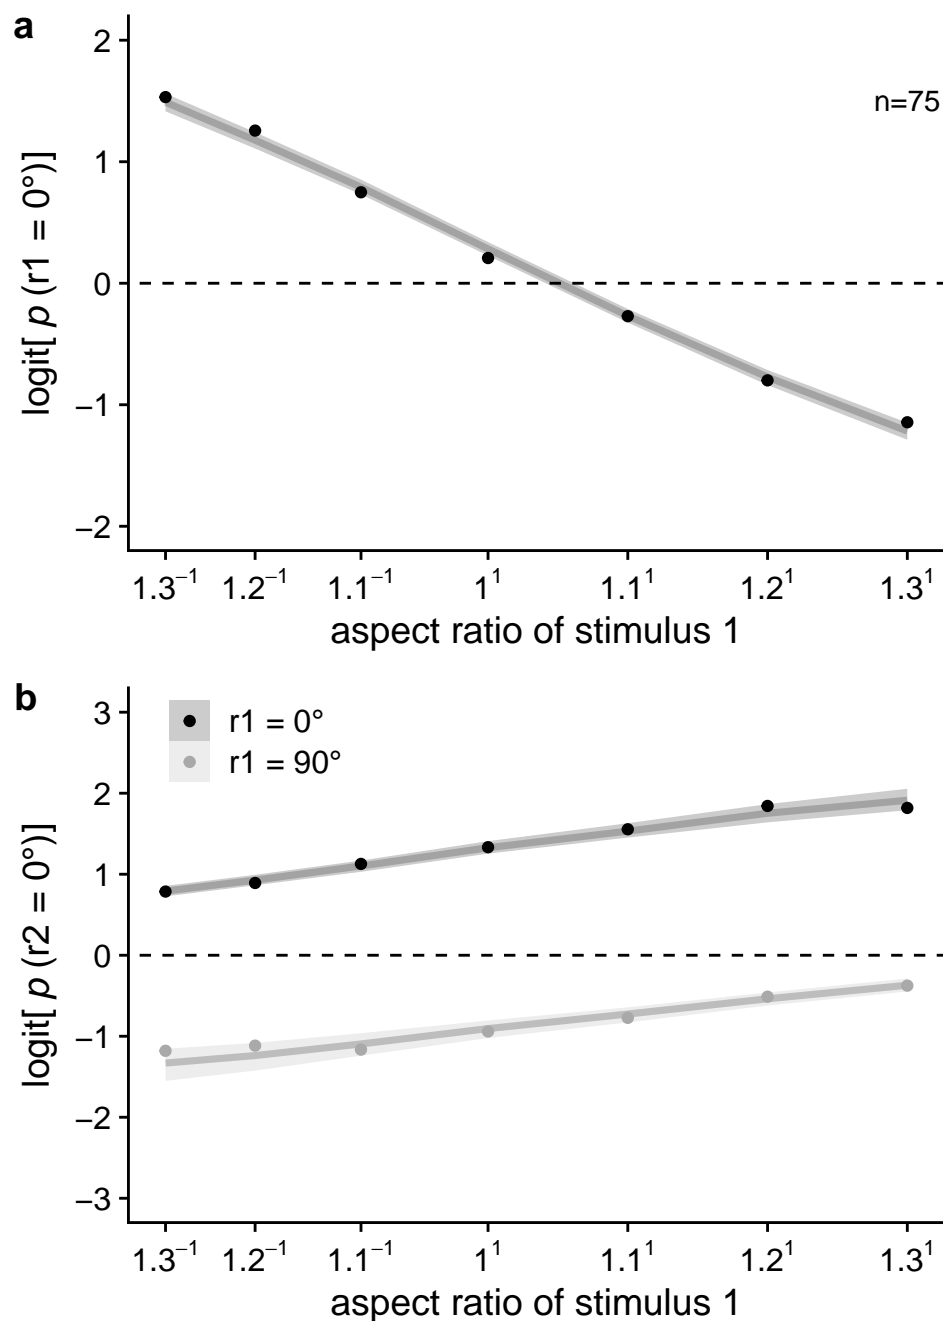 a
2
n=75
1
0
−1
−2
logit[ p (r1 = 0°)]
1.3⁻¹ 1.2⁻¹ 1.1⁻¹ 1¹ 1.1¹ 1.2¹ 1.3¹
aspect ratio of stimulus 1
b
3
r1 = 0°
r1 = 90°
2
1
0
−1
−2
−3
logit[ p (r2 = 0°)]
1.3⁻¹ 1.2⁻¹ 1.1⁻¹ 1¹ 1.1¹ 1.2¹ 1.3¹
aspect ratio of stimulus 1